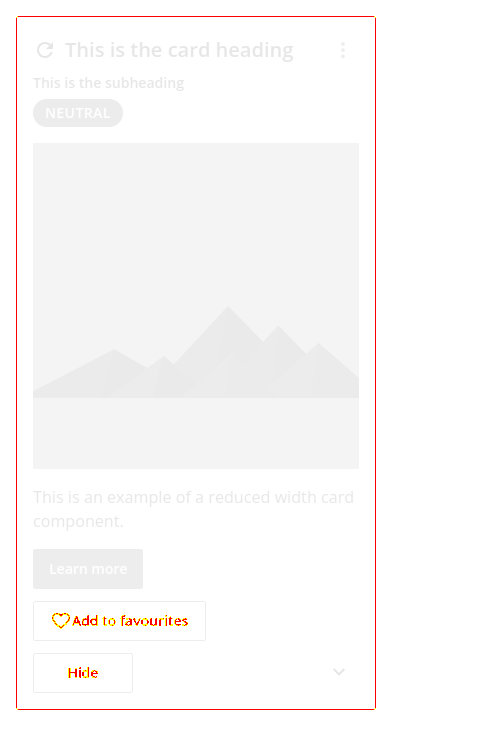 This is the card heading
This is the subheading
NEUTRAL
This is an example of a reduced width card
component.
Learn more
Add to favourites
Hide